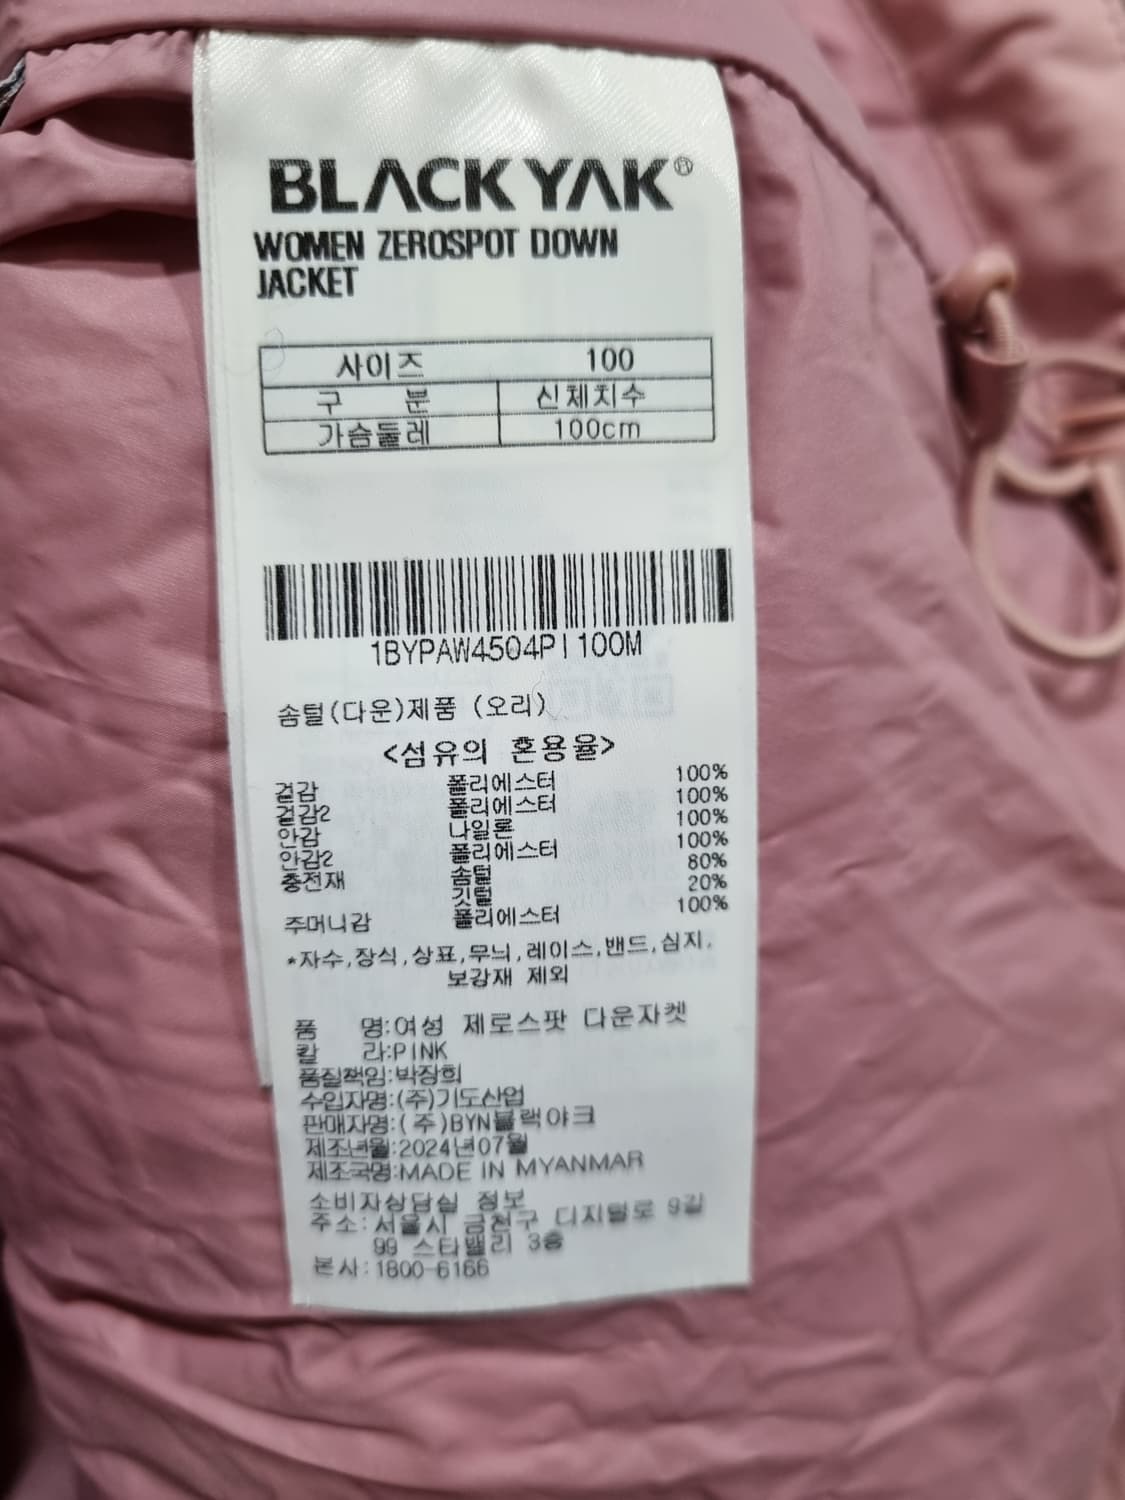 BLACKYAK®
WOMEN ZEROSPOT DOWN
JACKET
사이즈 100
구 분 신체치수
가슴둘레 100cm
1BYPAW4504PI100M
솜털(다운)제품 (오리)
<섬유의 혼용율>
겉감 폴리에스터 100%
겉감2 폴리에스터 100%
안감 나일론 100%
안감2 폴리에스터 100%
충전재 솜털 80%
깃털 20%
주머니감 폴리에스터 100%
*자수,장식,상표,무늬,레이스,밴드,심지,
보강재 제외
품 명:여성 제로스팟 다운자켓
칼 라:PINK
품질책임:박장희
수입자명:(주)기도산업
판매자명:(주)BYN블랙야크
제조년월:2024년07월
제조국명:MADE IN MYANMAR
소비자상담실 정보
주소:서울시 금천구 디지털로 9길
99 스타밸리 3층
본사:1800-6166